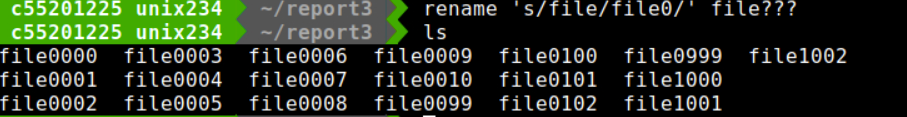 c55201225 unix234 ~/report3 rename 's/file/file0/' file???
c55201225 unix234 ~/report3 ls
file0000 file0003 file0006 file0009 file0100 file0999 file1002
file0001 file0004 file0007 file0010 file0101 file1000
file0002 file0005 file0008 file0099 file0102 file1001